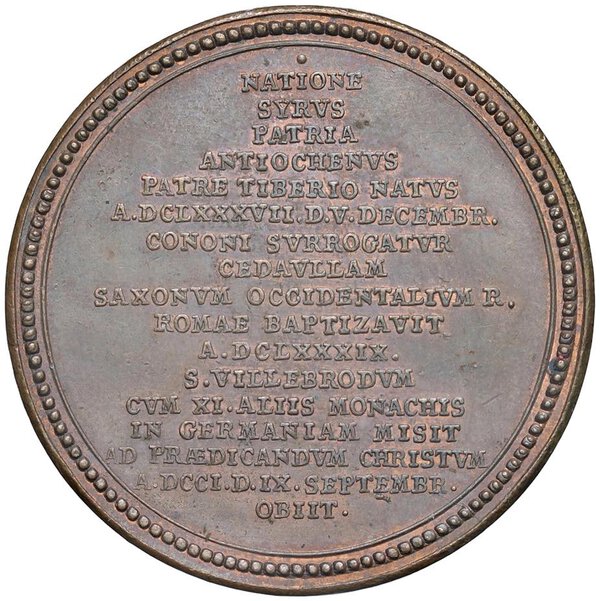 NATIONE
SYRVS
PATRIA
ANTIOCHENVS
PATRE TIBERIO NATVS
A.DCLXXXVII.D.V.DECEMBR.
CONONI SVRROGATVR
CEDAVLLAM
SAXONVM OCCIDENTALIVM R.
ROMAE BAPTIZAVIT
A.DCLXXXIX.
S.VILLEBRODVM
CVM XI.ALIIS MONACHIS
IN GERMANIAM MISIT
AD PRÆDICANDVM CHRISTVM
A.DCCI.D.IX.SEPTEMBR.
OBIIT.